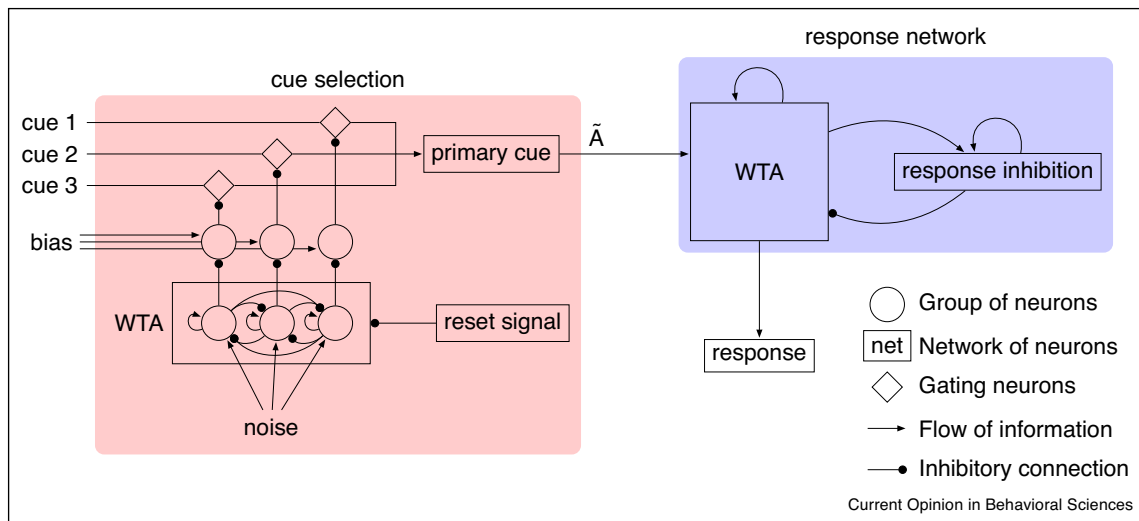 response network
cue selection
cue 1
cue 2
cue 3
primary cue
Ã
WTA
response inhibition
bias
WTA
reset signal
noise
response
Group of neurons
net Network of neurons
Gating neurons
Flow of information
Inhibitory connection
Current Opinion in Behavioral Sciences